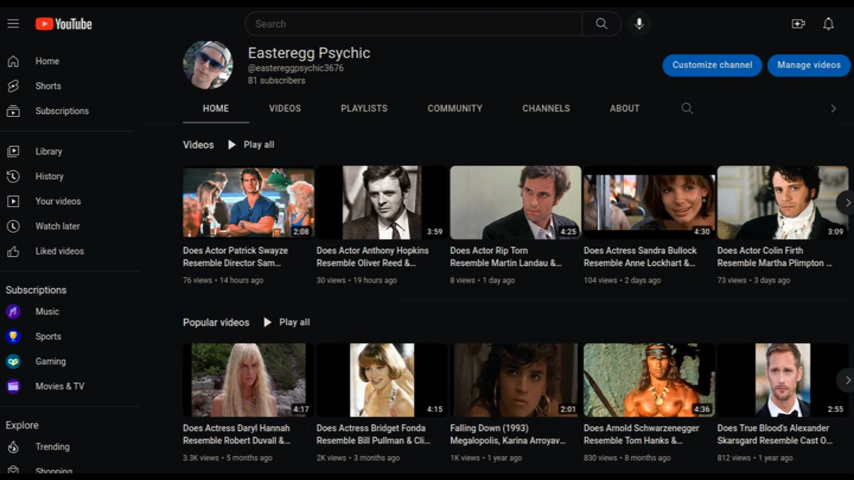 YouTube
Search
Home
Shorts
Subscriptions
Library
History
Your videos
Watch later
Liked videos
Subscriptions
Music
Sports
Gaming
Movies & TV
Explore
Trending
Shopping
Easteregg Psychic
@eastereggpsychic3676
81 subscribers
Customize channel
Manage videos
HOME VIDEOS PLAYLISTS COMMUNITY CHANNELS ABOUT
Videos Play all
2:08
Does Actor Patrick Swayze
Resemble Director Sam...
76 views • 14 hours ago
3:59
Does Actor Anthony Hopkins
Resemble Oliver Reed &...
30 views • 19 hours ago
4:25
Does Actor Rip Torn
Resemble Martin Landau &...
8 views • 1 day ago
4:30
Does Actress Sandra Bullock
Resemble Anne Lockhart &...
104 views • 2 days ago
3:09
Does Actor Colin Firth
Resemble Martha Plimpton ...
73 views • 3 days ago
Popular videos Play all
4:17
Does Actress Daryl Hannah
Resemble Robert Duvall &...
3.3K views • 5 months ago
4:15
Does Actress Bridget Fonda
Resemble Bill Pullman & Cli...
2K views • 3 months ago
2:01
Falling Down (1993)
Megalopolis, Karina Arroyav...
1K views • 1 year ago
4:36
Does Arnold Schwarzenegger
Resemble Tom Hanks &...
830 views • 8 months ago
2:55
Does True Blood's Alexander
Skarsgard Resemble Cast O...
812 views • 1 year ago